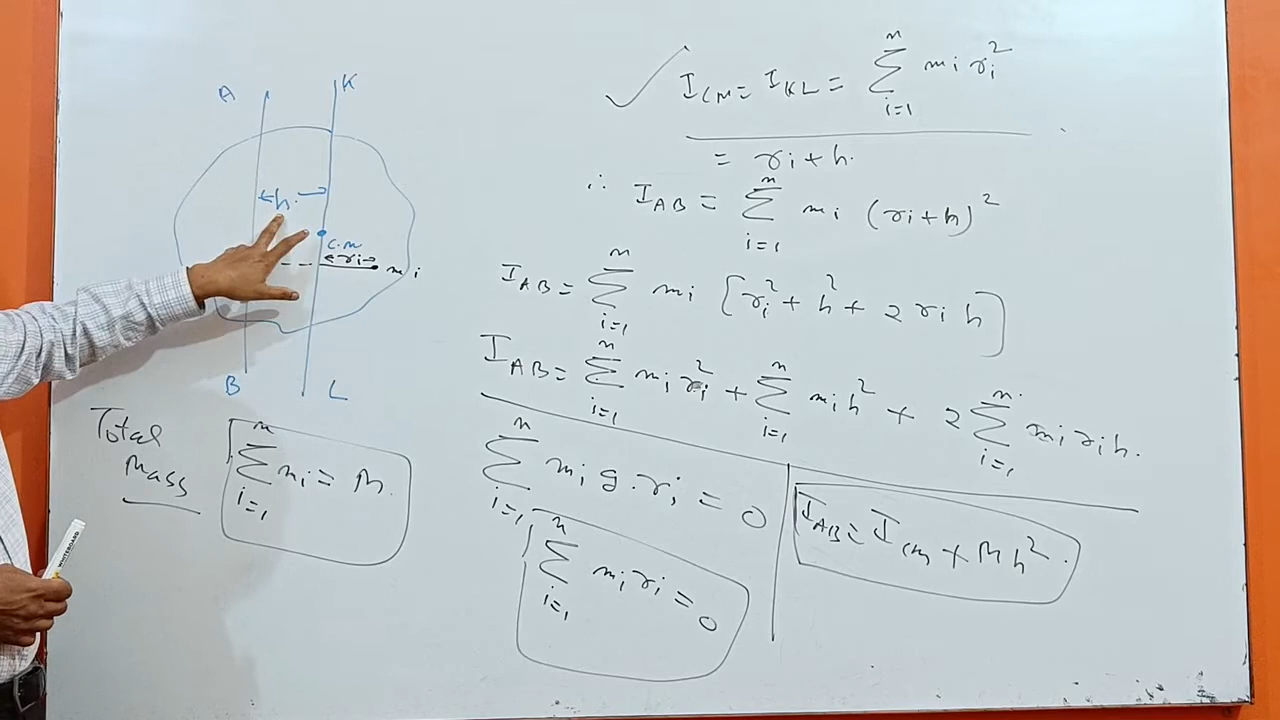 A K
h.
C.M
←ri→
mi
B L
Total
Mass
n
∑ mi = M.
i=1
n
I_CM = I_KL = ∑ mi ri²
i=1
= ri + h.
n
∴ I_AB = ∑ mi (ri+h)²
i=1
n
I_AB = ∑ mi [ri² + h² + 2 ri h]
i=1
n n n
I_AB = ∑ mi ri² + ∑ mi h² + 2 ∑ mi ri h.
i=1 i=1 i=1
n
∑ mi g. ri = 0
i=1
n
∑ mi ri = 0
i=1
I_AB = I_cm + Mh².
WHITEBOARD